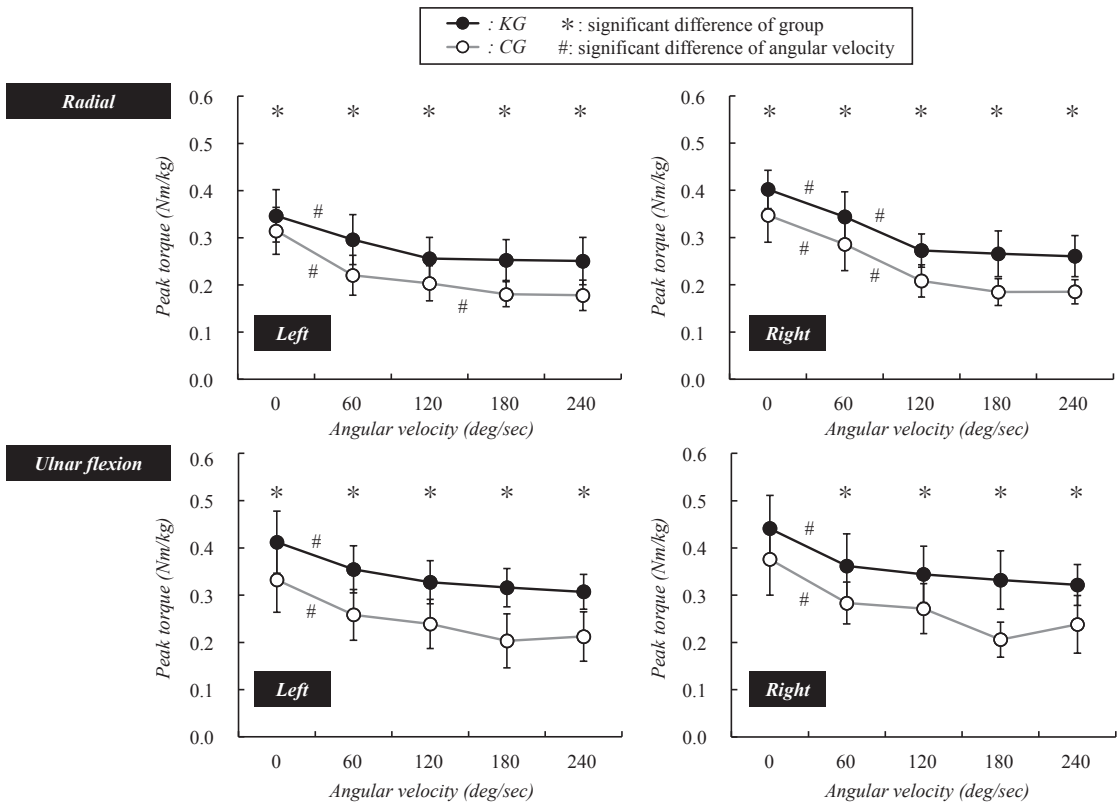 : KG ＊: significant difference of group
: CG #: significant difference of angular velocity
Radial
Peak torque (Nm/kg)
0.6
0.5
0.4
0.3
0.2
0.1
0.0
＊ ＊ ＊ ＊ ＊
#
#
#
Left
0 60 120 180 240
Angular velocity (deg/sec)
Peak torque (Nm/kg)
0.6
0.5
0.4
0.3
0.2
0.1
0.0
＊ ＊ ＊ ＊ ＊
# #
# #
Right
0 60 120 180 240
Angular velocity (deg/sec)
Ulnar flexion
Peak torque (Nm/kg)
0.6
0.5
0.4
0.3
0.2
0.1
0.0
＊ ＊ ＊ ＊ ＊
#
#
Left
0 60 120 180 240
Angular velocity (deg/sec)
Peak torque (Nm/kg)
0.6
0.5
0.4
0.3
0.2
0.1
0.0
＊ ＊ ＊ ＊
#
#
Right
0 60 120 180 240
Angular velocity (deg/sec)